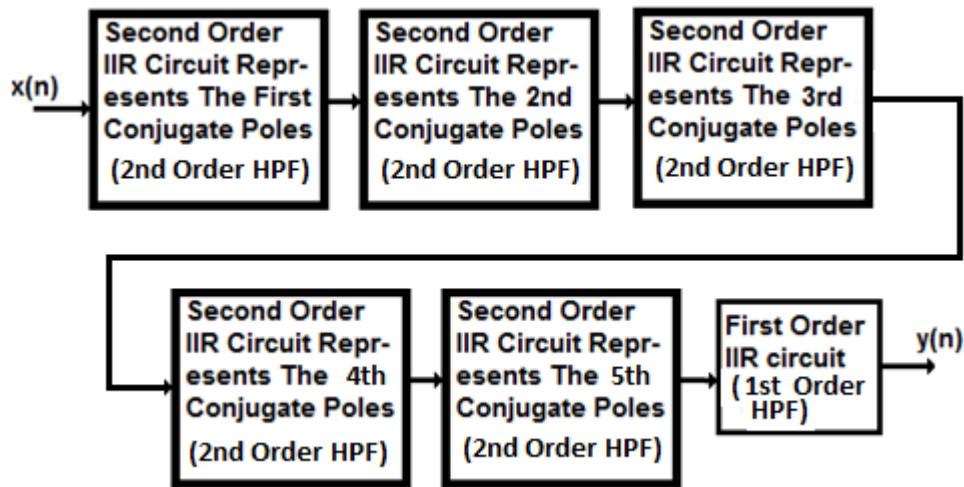 x(n)
Second Order
IIR Circuit Repr-
esents The First
Conjugate Poles
(2nd Order HPF)
Second Order
IIR Circuit Repr-
esents The 2nd
Conjugate Poles
(2nd Order HPF)
Second Order
IIR Circuit Repr-
esents The 3rd
Conjugate Poles
(2nd Order HPF)
Second Order
IIR Circuit Repr-
esents The 4th
Conjugate Poles
(2nd Order HPF)
Second Order
IIR Circuit Repr-
esents The 5th
Conjugate Poles
(2nd Order HPF)
First Order
IIR circuit
(1st Order
HPF)
y(n)